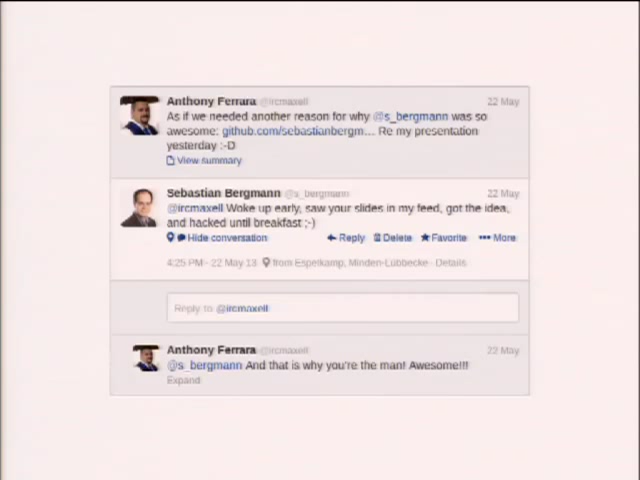 Anthony Ferrara @ircmaxell 22 May
As if we needed another reason for why @s_bergmann was so
awesome: github.com/sebastianbergm... Re my presentation
yesterday :-D
View summary
Sebastian Bergmann @s_bergmann 22 May
@ircmaxell Woke up early, saw your slides in my feed, got the idea,
and hacked until breakfast ;-)
Hide conversation Reply Delete Favorite More
4:25 PM - 22 May 13 from Espelkamp, Minden-Lübbecke · Details
Reply to @ircmaxell
Anthony Ferrara @ircmaxell 22 May
@s_bergmann And that is why you're the man! Awesome!!!
Expand